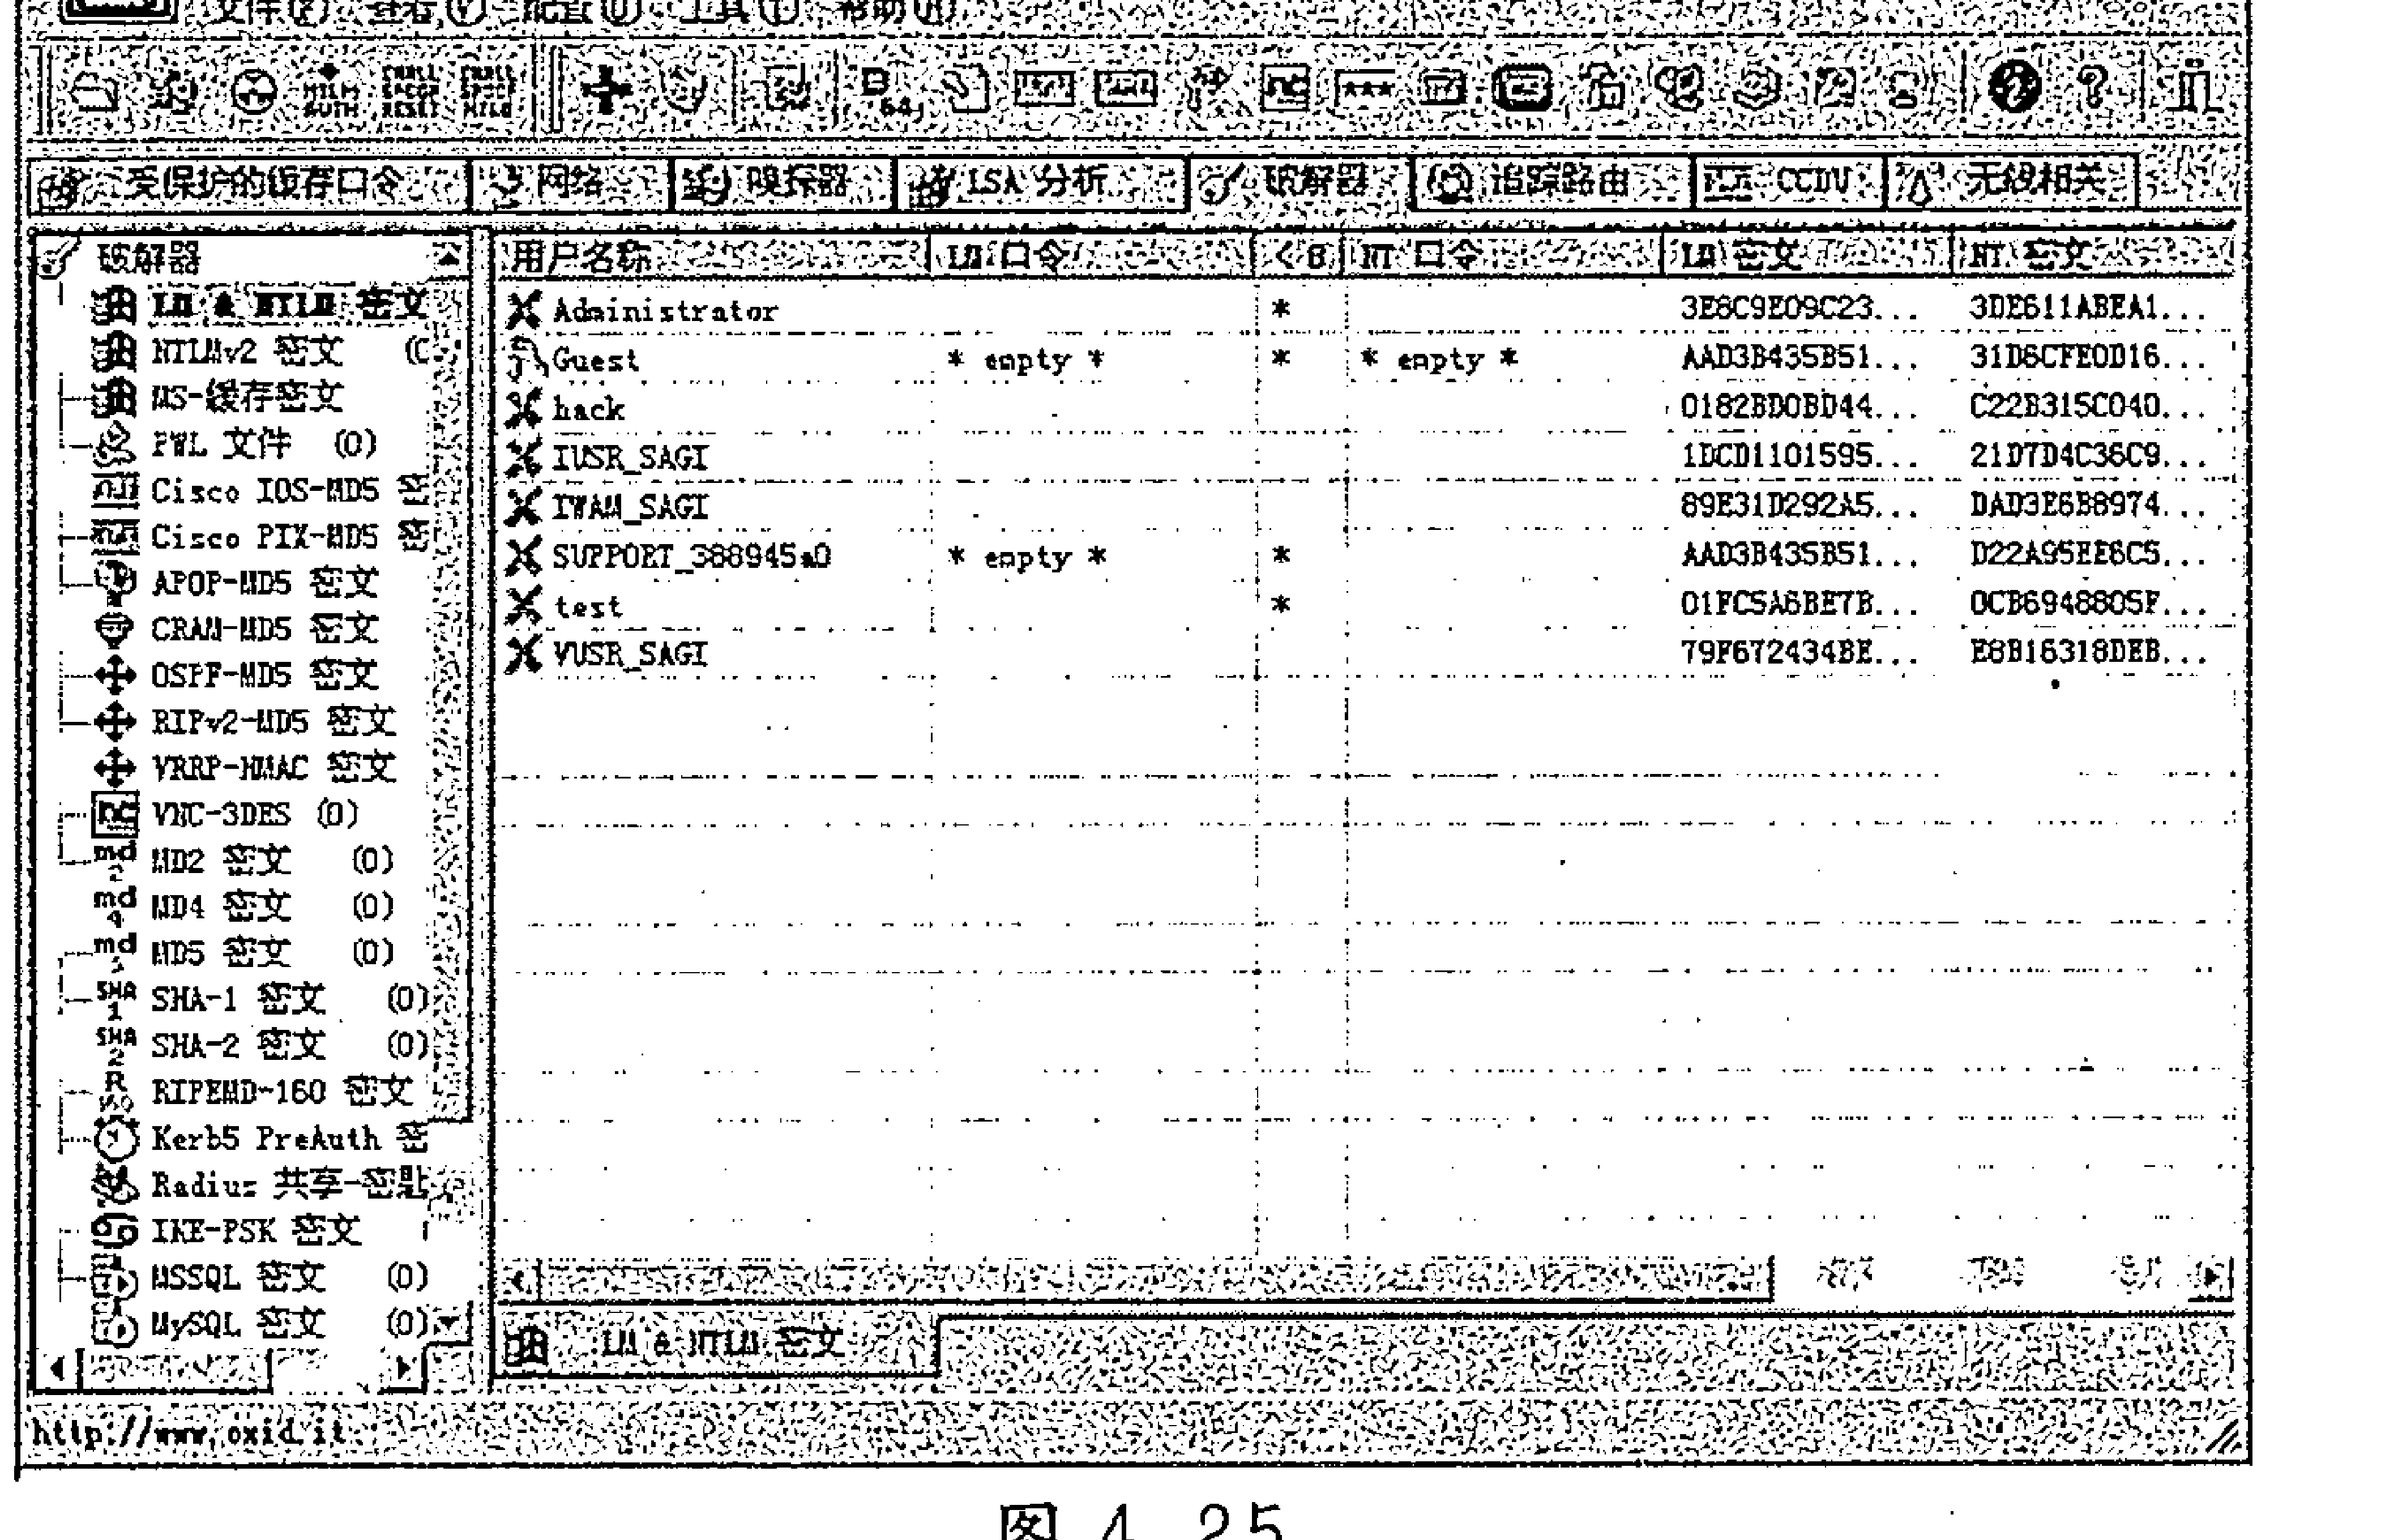 文件(F) 查看(V) 配置(U) 工具(T) 帮助(H)
受保护的缓存口令 网络 嗅探器 LSA 分析 破解器 追踪路由 CCDU 无线相关
破解器
LM & NTLM 密文
NTLMv2 密文 (0
MS-缓存密文
PWL 文件 (0)
Cisco IOS-MD5 密
Cisco PIX-MD5 密
APOP-MD5 密文
CRAM-MD5 密文
OSPF-MD5 密文
RIPv2-MD5 密文
VRRP-HMAC 密文
VNC-3DES (0)
MD2 密文 (0)
MD4 密文 (0)
MD5 密文 (0)
SHA-1 密文 (0)
SHA-2 密文 (0)
RIPEMD-160 密文
Kerb5 PreAuth 密
Radius 共享-密匙
IKE-PSK 密文
MSSQL 密文 (0)
MySQL 密文 (0)
用户名称 LM 口令 < 8 NT 口令 LM 密文 NT 密文
Administrator * 3E8C9E09C23... 3DE611ABEA1...
Guest * empty * * * empty * AAD3B435B51... 31D6CFE0D16...
hack 0182BD0BD44... C22B315C040...
IUSR_SAGI 1DCD1101595... 21D7D4C36C9...
IWAM_SAGI 89E31D292A5... DAD3E6B8974...
SUPPORT_388945a0 * empty * * AAD3B435B51... D22A95EE6C5...
test * 01FC5A6BE7B... 0CB6948805F...
VUSR_SAGI 79F672434BE... E8B16318DEB...
LM & NTLM 密文
http://www.oxid.it
图 4.25